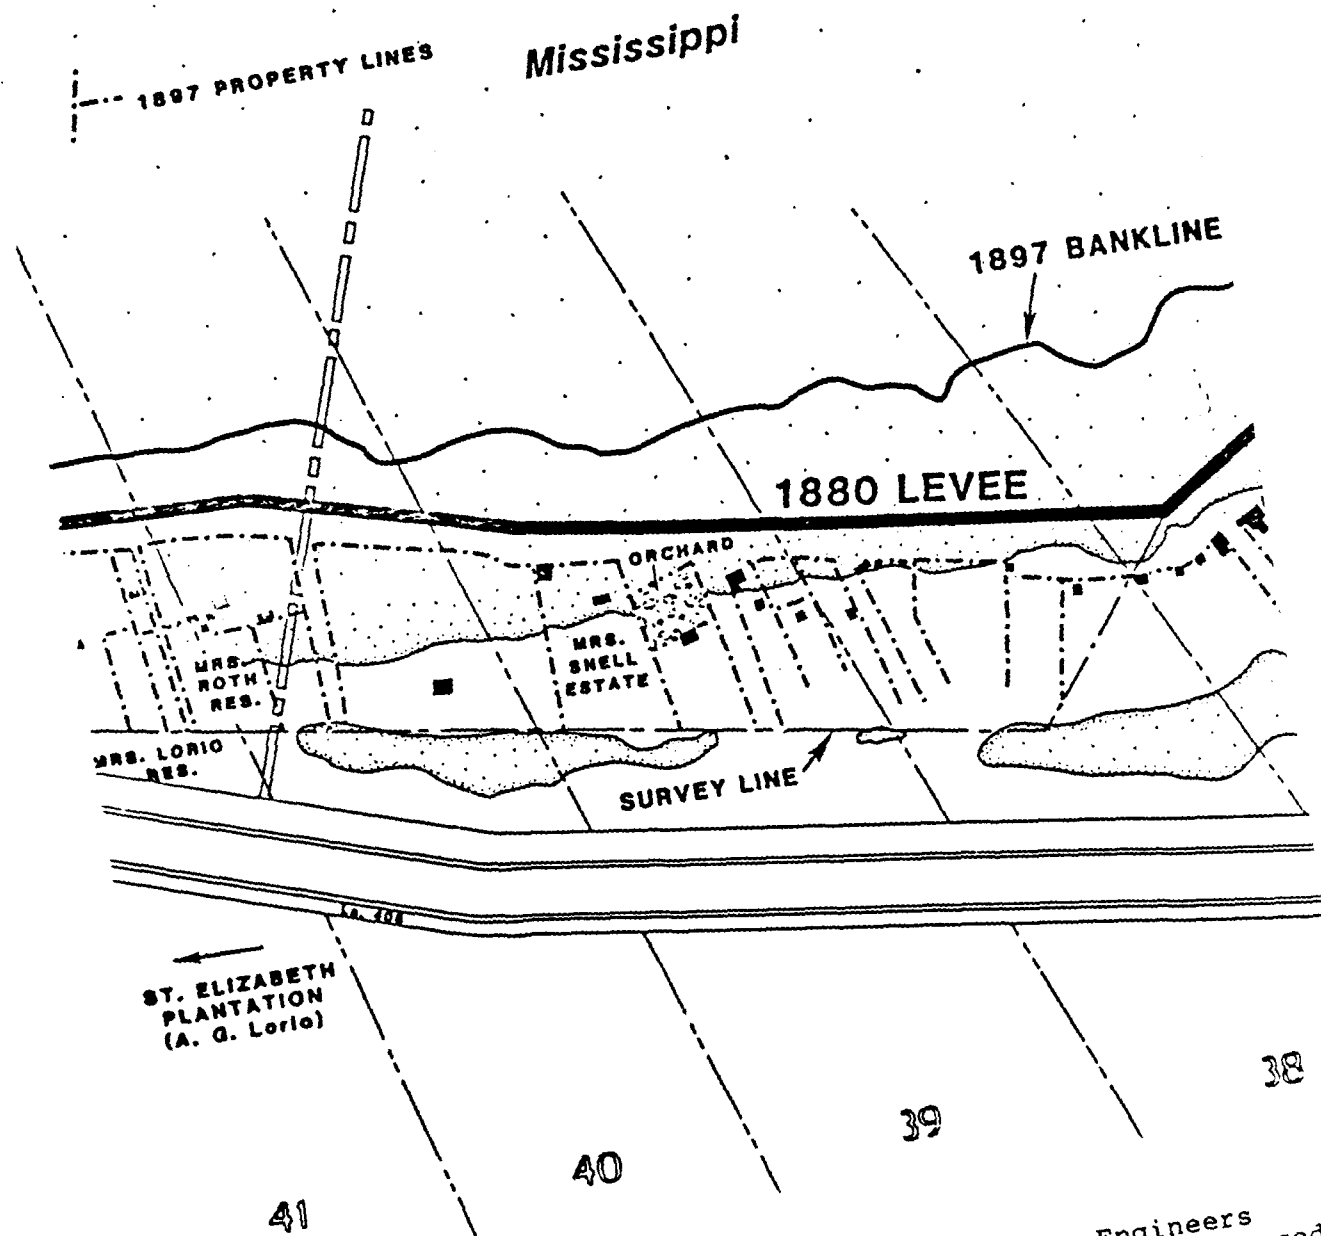 Mississippi
1897 PROPERTY LINES
1897 BANKLINE
1880 LEVEE
ORCHARD
MRS.
SNELL
ESTATE
MRS.
ROTH
RES.
MRS. LORIO
RES.
SURVEY LINE
ST. ELIZABETH
PLANTATION
(A. G. Lorio)
38
39
40
41
Engineers